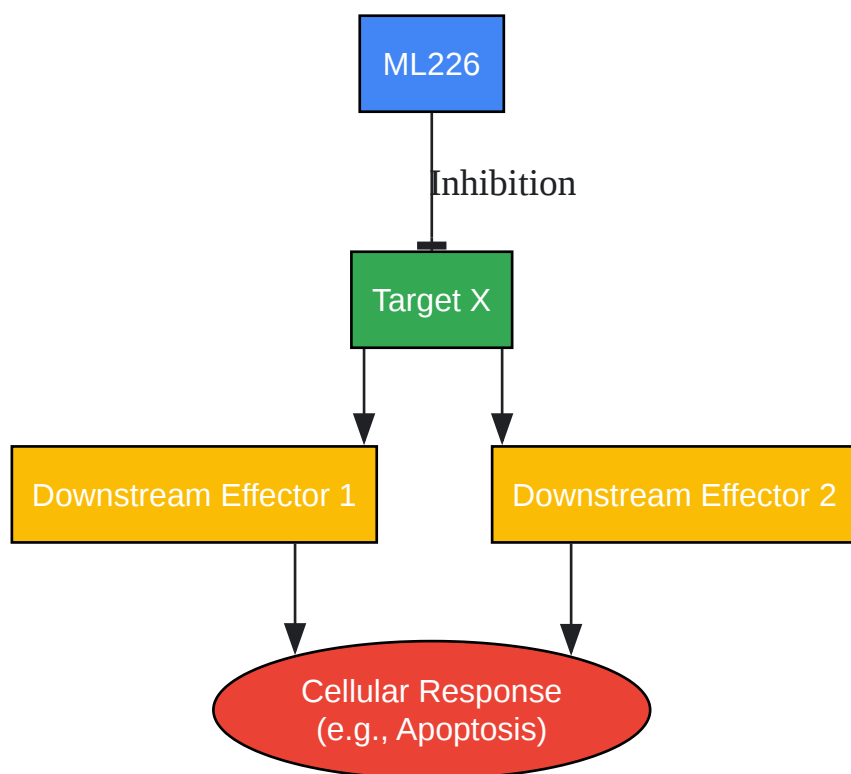 ML226
Inhibition
Target X
Downstream Effector 1
Downstream Effector 2
Cellular Response
(e.g., Apoptosis)